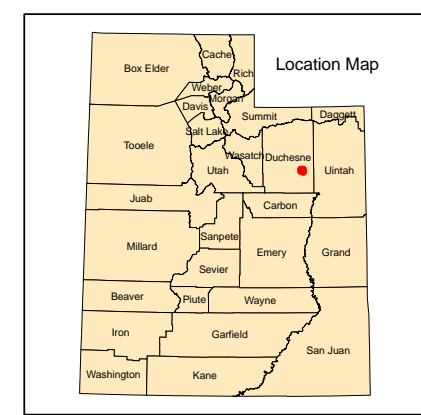 Location Map
Cache
Box Elder
Rich
Weber
Morgan
Davis
Summit
Daggett
Salt Lake
Tooele
Wasatch
Duchesne
Utah
Uintah
Juab
Carbon
Sanpete
Millard
Emery
Grand
Sevier
Beaver
Piute
Wayne
Iron
Garfield
San Juan
Washington
Kane